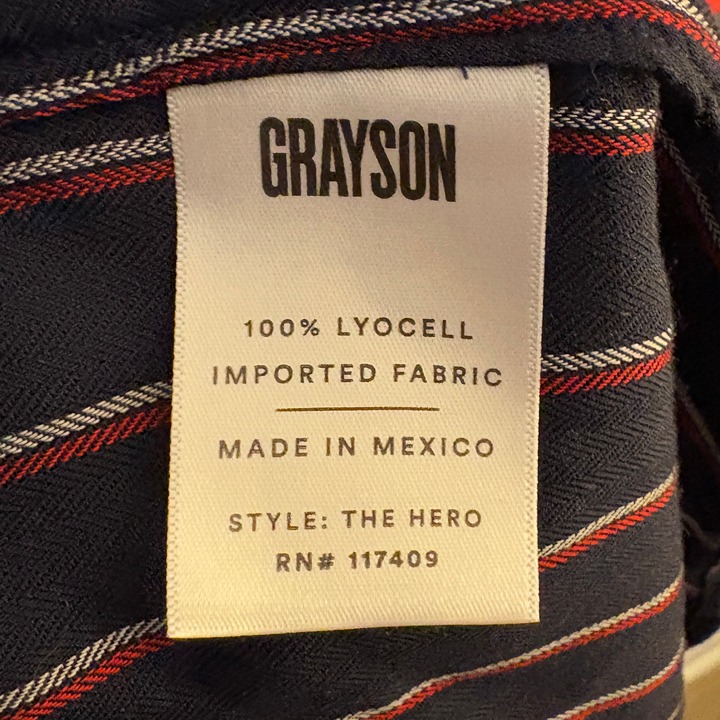 GRAYSON
100% LYOCELL
IMPORTED FABRIC
MADE IN MEXICO
STYLE: THE HERO
RN# 117409